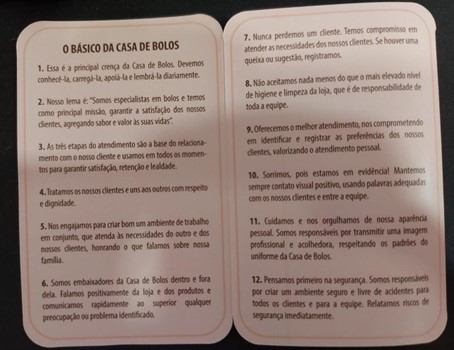 O BÁSICO DA CASA DE BOLOS
1. Essa é a principal crença da Casa de Bolos. Devemos
conhecê-la, carregá-la, apoiá-la e lembrá-la diariamente.
2. Nosso lema é: "Somos especialistas em bolos e temos
como principal missão, garantir a satisfação dos nossos
clientes, agregando sabor e valor às suas vidas".
3. As três etapas do atendimento são a base do relaciona-
mento com o nosso cliente e usamos em todos os momen-
tos para garantir satisfação, retenção e lealdade.
4. Tratamos os nossos clientes e uns aos outros com respeito
e dignidade.
5. Nos engajamos para criar bom um ambiente de trabalho
em conjunto, que atenda às necessidades do outro e dos
nossos clientes, honrando o que falamos sobre nossa
família.
6. Somos embaixadores da Casa de Bolos dentro e fora
dela. Falamos positivamente da loja e dos produtos e
comunicamos rapidamente ao superior qualquer
preocupação ou problema identificado.
7. Nunca perdemos um cliente. Temos compromisso em
atender as necessidades dos nossos clientes. Se houver uma
queixa ou sugestão, registramos.
8. Não aceitamos nada menos do que o mais elevado nível
de higiene e limpeza da loja, que é de responsabilidade de
toda a equipe.
9. Oferecemos o melhor atendimento, nos comprometendo
em identificar e registrar as preferências dos nossos
clientes, valorizando o atendimento pessoal.
10. Sorrimos, pois estamos em evidência! Mantemos
sempre contato visual positivo, usando palavras adequadas
com os nossos clientes e entre a equipe.
11. Cuidamos e nos orgulhamos de nossa aparência
pessoal. Somos responsáveis por transmitir uma imagem
profissional e acolhedora, respeitando os padrões do
uniforme da Casa de Bolos.
12. Pensamos primeiro na segurança. Somos responsáveis
por criar um ambiente seguro e livre de acidentes para
todos os clientes e para a equipe. Relatamos riscos de
segurança imediatamente.